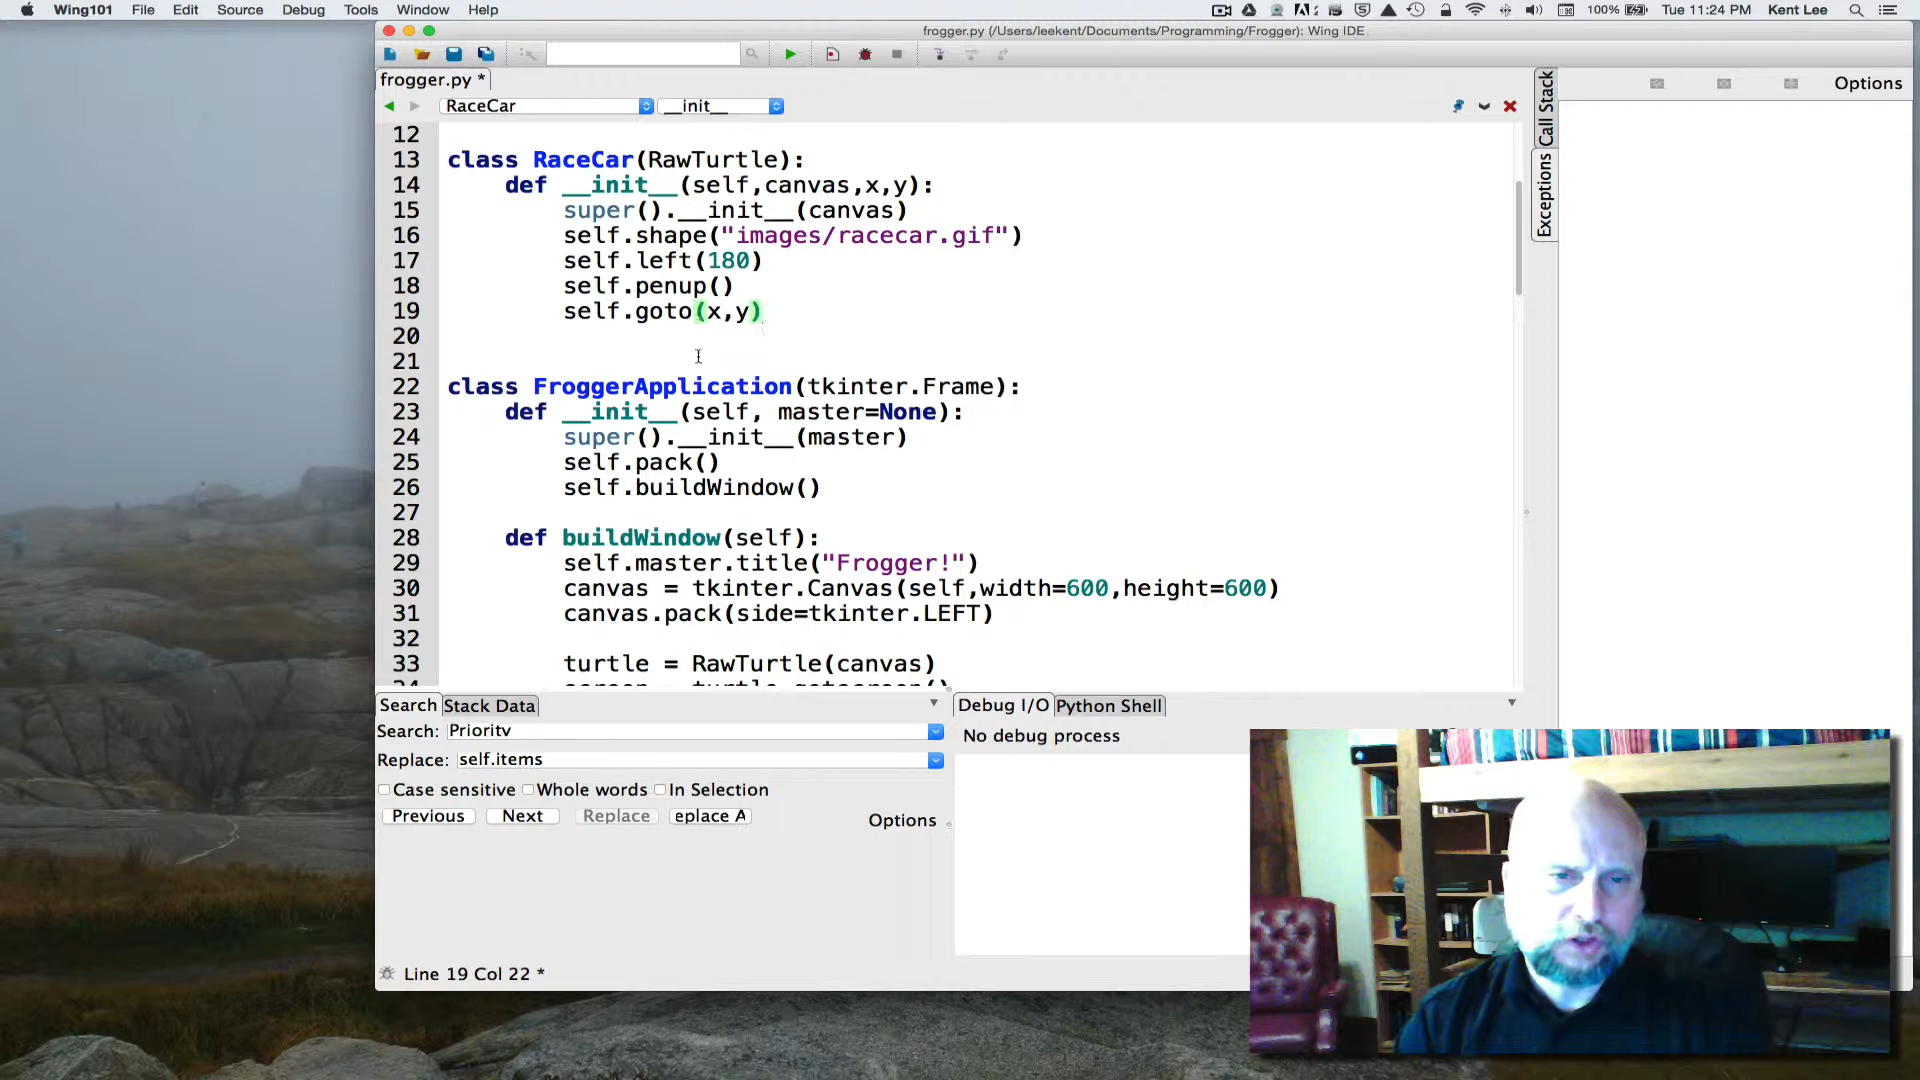 Wing101 File Edit Source Debug Tools Window Help 100% Tue 11:24 PM Kent Lee
frogger.py (/Users/leekent/Documents/Programming/Frogger): Wing IDE
frogger.py *
Options
RaceCar __init__
Call Stack
Exceptions
12
13 class RaceCar(RawTurtle):
14 def __init__(self,canvas,x,y):
15 super().__init__(canvas)
16 self.shape("images/racecar.gif")
17 self.left(180)
18 self.penup()
19 self.goto(x,y)
20
21
22 class FroggerApplication(tkinter.Frame):
23 def __init__(self, master=None):
24 super().__init__(master)
25 self.pack()
26 self.buildWindow()
27
28 def buildWindow(self):
29 self.master.title("Frogger!")
30 canvas = tkinter.Canvas(self,width=600,height=600)
31 canvas.pack(side=tkinter.LEFT)
32
33 turtle = RawTurtle(canvas)
Search Stack Data
Debug I/O Python Shell
Search: Priority
No debug process
Replace: self.items
Case sensitive Whole words In Selection
Previous Next Replace eplace A
Options
Line 19 Col 22 *